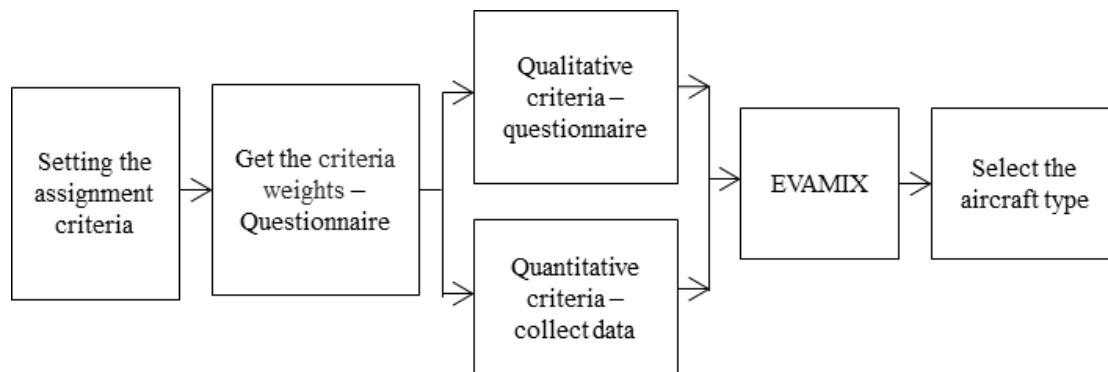 Setting the
assignment
criteria
Get the criteria
weights –
Questionnaire
Qualitative
criteria –
questionnaire
Quantitative
criteria –
collect data
EVAMIX
Select the
aircraft type